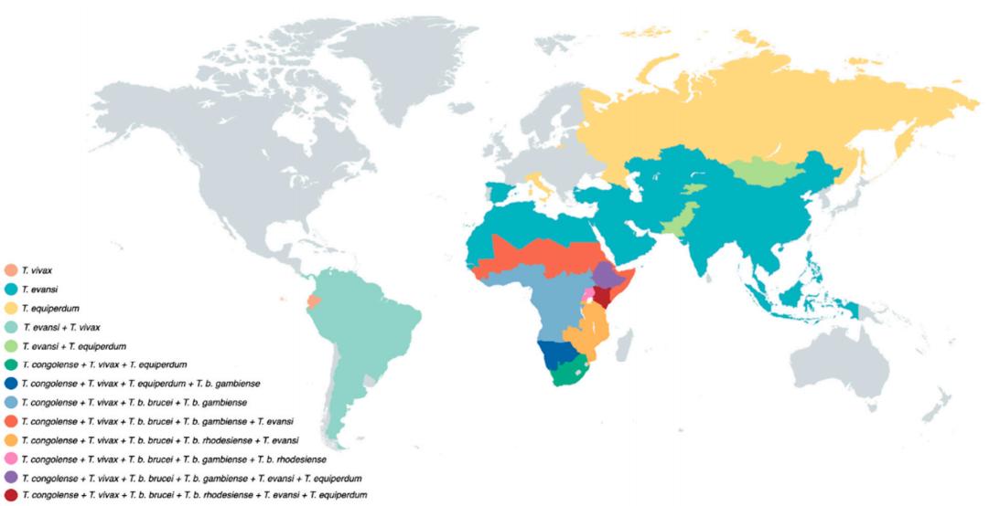 T. vivax
T. evansi
T. equiperdum
T. evansi + T. vivax
T. evansi + T. equiperdum
T. congolense + T. vivax + T. equiperdum
T. congolense + T. vivax + T. equiperdum + T. b. gambiense
T. congolense + T. vivax + T. b. brucei + T. b. gambiense
T. congolense + T. vivax + T. b. brucei + T. b. gambiense + T. evansi
T. congolense + T. vivax + T. b. brucei + T. b. rhodesiense + T. evansi
T. congolense + T. vivax + T. b. brucei + T. b. gambiense + T. b. rhodesiense
T. congolense + T. vivax + T. b. brucei + T. b. gambiense + T. evansi + T. equiperdum
T. congolense + T. vivax + T. b. brucei + T. b. rhodesiense + T. evansi + T. equiperdum